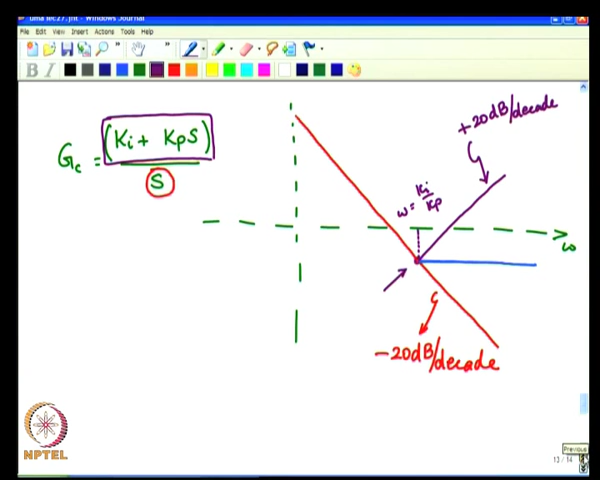 uma lec27.jnt - Windows Journal
File Edit View Insert Actions Tools Help
B I
+20dB/decade
Gc = (Ki + Kps)
S
ω = Ki
Kp
ω
-20dB/decade
NPTEL
Previous
13 / 14